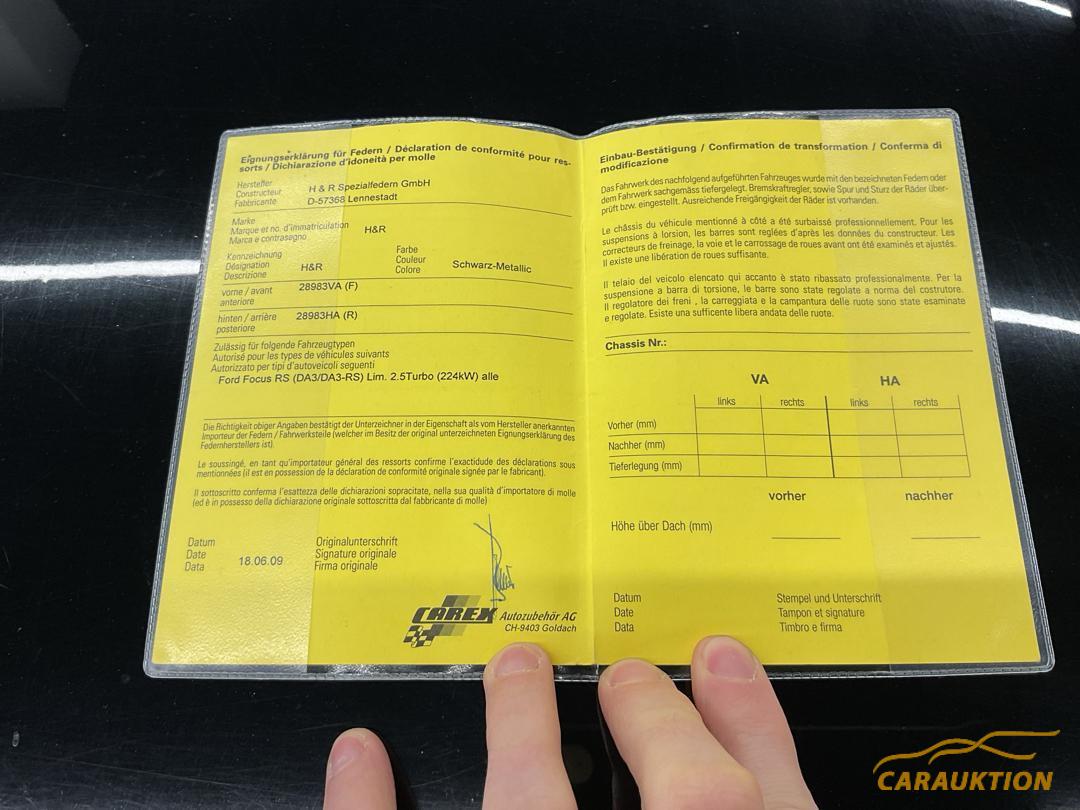 Eignungserklärung für Federn / Déclaration de conformité pour res-
sorts / Dichiarazione d'idoneità per molle
Hersteller
Constructeur
Fabbricante
H & R Spezialfedern GmbH
D-57368 Lennestadt
Marke
Marque et no. d'immatriculation
Marca e contrasegno
H&R
Kennzeichnung
Désignation
Descrizione
H&R
Farbe
Couleur
Colore
Schwarz-Metallic
vorne / avant
anteriore
28983VA (F)
hinten / arrière
posteriore
28983HA (R)
Zulässig für folgende Fahrzeugtypen
Autorisé pour les types de véhicules suivants
Autorizzato per tipi d'autoveicoli seguenti
Ford Focus RS (DA3/DA3-RS) Lim. 2.5Turbo (224kW) alle
Die Richtigkeit obiger Angaben bestätigt der Unterzeichner in der Eigenschaft als vom Hersteller anerkannten
Importeur der Federn / Fahrwerksteile (welcher im Besitz der original unterzeichneten Eignungserklärung des
Federnherstellers ist).
Le soussingé, en tant qu'importateur général des ressorts confirme l'exactidude des déclarations sous
mentionnées (il est en possession de la déclaration de conformité originale signée par le fabricant).
Il sottoscritto conferma l'esattezza delle dichiarazioni sopracitate, nella sua qualità d'importatore di molle
(ed è in possesso della dichiarazione originale sottoscritta dal fabbricante di molle)
Datum
Date
Data
18.06.09
Originalunterschrift
Signature originale
Firma originale
CAREX Autozubehör AG
CH-9403 Goldach
Einbau-Bestätigung / Confirmation de transformation / Conferma di
modificazione
Das Fahrwerk des nachfolgend aufgeführten Fahrzeuges wurde mit den bezeichneten Federn oder
dem Fahrwerk sachgemäss tiefergelegt. Bremskraftregler, sowie Spur und Sturz der Räder über-
prüft bzw. eingestellt. Ausreichende Freigängigkeit der Räder ist vorhanden.
Le châssis du véhicule mentionné à côté a été surbaissé professionnellement. Pour les
suspensions à lorsion, les barres sont reglées d'après les données du constructeur. Les
correcteurs de freinage, la voie et le carrossage de roues avant ont été examinés et ajustés.
Il existe une libération de roues suffisante.
Il telaio del veicolo elencato qui accanto è stato ribassato professionalmente. Per la
suspensione a barra di torsione, le barre sono state regolate a norma del costrutore.
Il regolatore dei freni , la carreggiata e la campantura delle ruote sono state esaminate
e regolate. Esiste una sufficente libera andata delle ruote.
Chassis Nr.:
VA HA
links rechts links rechts
Vorher (mm)
Nachher (mm)
Tieferlegung (mm)
vorher nachher
Höhe über Dach (mm)
Datum
Date
Data
Stempel und Unterschrift
Tampon et signature
Timbro e firma
CARAUKTION